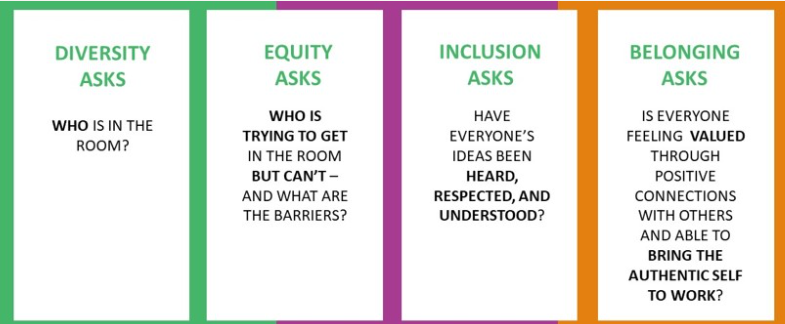 DIVERSITY
ASKS
WHO IS IN THE
ROOM?
EQUITY
ASKS
WHO IS
TRYING TO GET
IN THE ROOM
BUT CAN'T –
AND WHAT ARE
THE BARRIERS?
INCLUSION
ASKS
HAVE
EVERYONE'S
IDEAS BEEN
HEARD,
RESPECTED, AND
UNDERSTOOD?
BELONGING
ASKS
IS EVERYONE
FEELING VALUED
THROUGH
POSITIVE
CONNECTIONS
WITH OTHERS
AND ABLE TO
BRING THE
AUTHENTIC SELF
TO WORK?